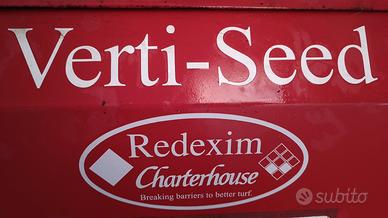 Verti-Seed
Redexim
Charterhouse
Breaking barriers to better turf.
subito